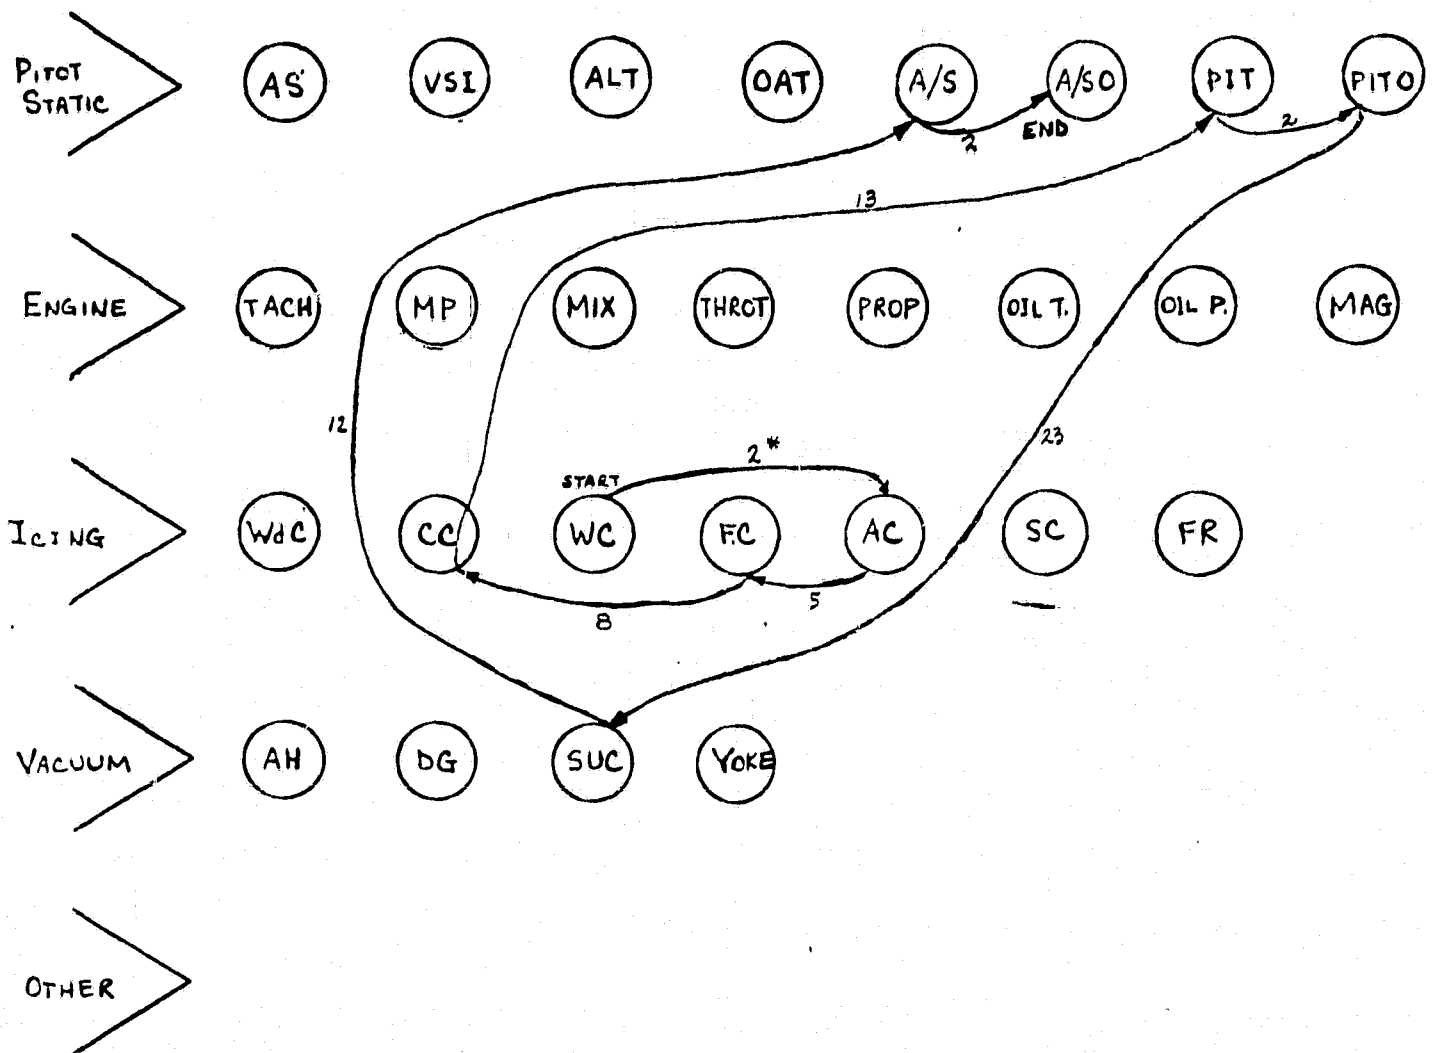 PITOT
STATIC
AS VSI ALT OAT A/S A/SO PIT PITO
2 END 2
13
ENGINE
TACH MP MIX THROT PROP OIL T. OIL P. MAG
12 23
2*
START
ICING
WdC CC WC FC AC SC FR
8 5
VACUUM
AH DG SUC YOKE
OTHER